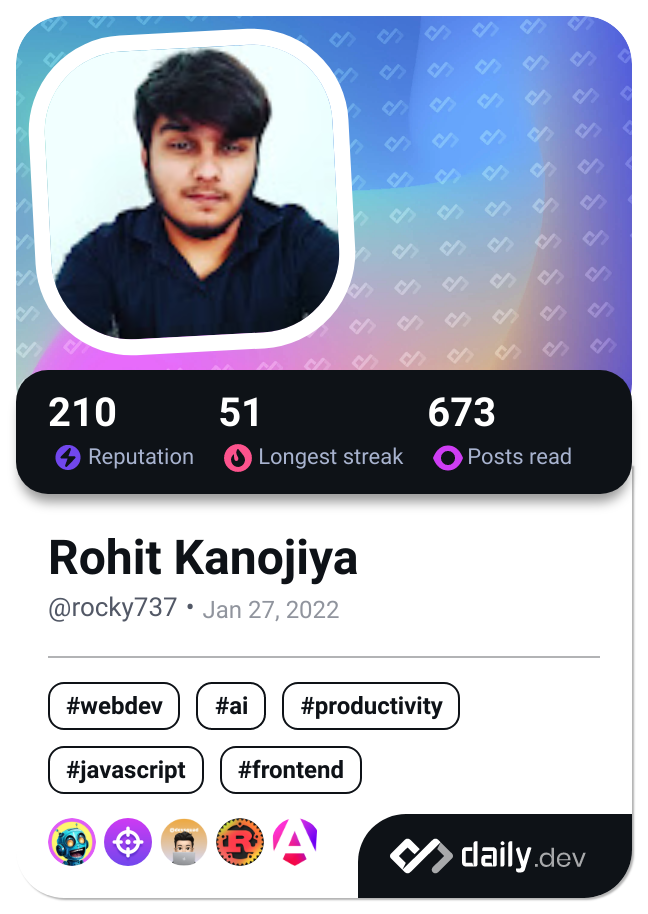 210 51 673
Reputation Longest streak Posts read
Rohit Kanojiya
@rocky737 • Jan 27, 2022
#webdev #ai #productivity
#javascript #frontend
R A
daily.dev